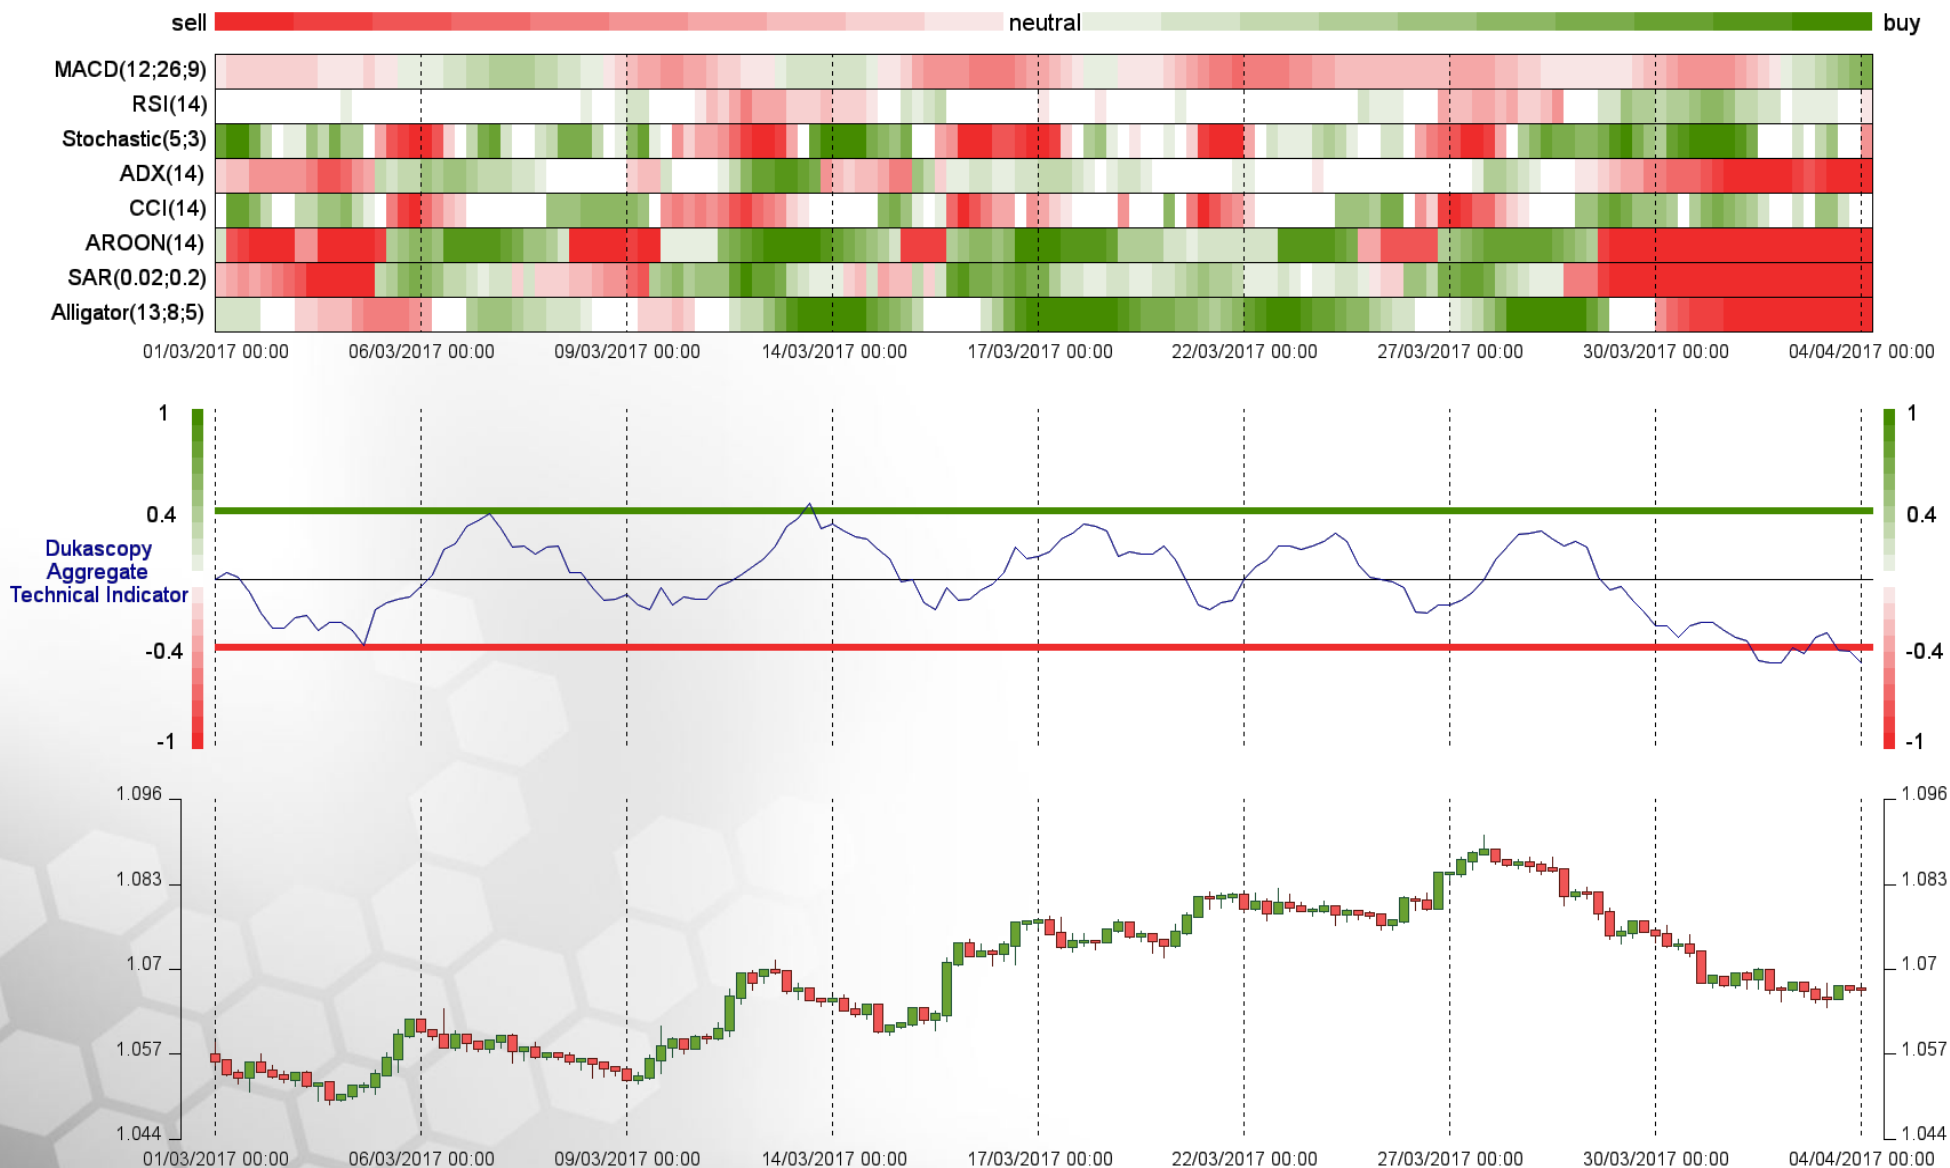 sell neutral buy
MACD(12;26;9)
RSI(14)
Stochastic(5;3)
ADX(14)
CCI(14)
AROON(14)
SAR(0.02;0.2)
Alligator(13;8;5)
01/03/2017 00:00 06/03/2017 00:00 09/03/2017 00:00 14/03/2017 00:00 17/03/2017 00:00 22/03/2017 00:00 27/03/2017 00:00 30/03/2017 00:00 04/04/2017 00:00
1 1
0.4 0.4
Dukascopy
Aggregate
Technical Indicator
-0.4 -0.4
-1 -1
1.096 1.096
1.083 1.083
1.07 1.07
1.057 1.057
1.044 1.044
01/03/2017 00:00 06/03/2017 00:00 09/03/2017 00:00 14/03/2017 00:00 17/03/2017 00:00 22/03/2017 00:00 27/03/2017 00:00 30/03/2017 00:00 04/04/2017 00:00